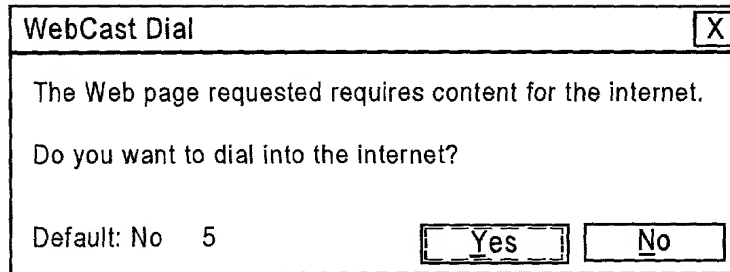 WebCast Dial X
The Web page requested requires content for the internet.
Do you want to dial into the internet?
Default: No 5 Yes No